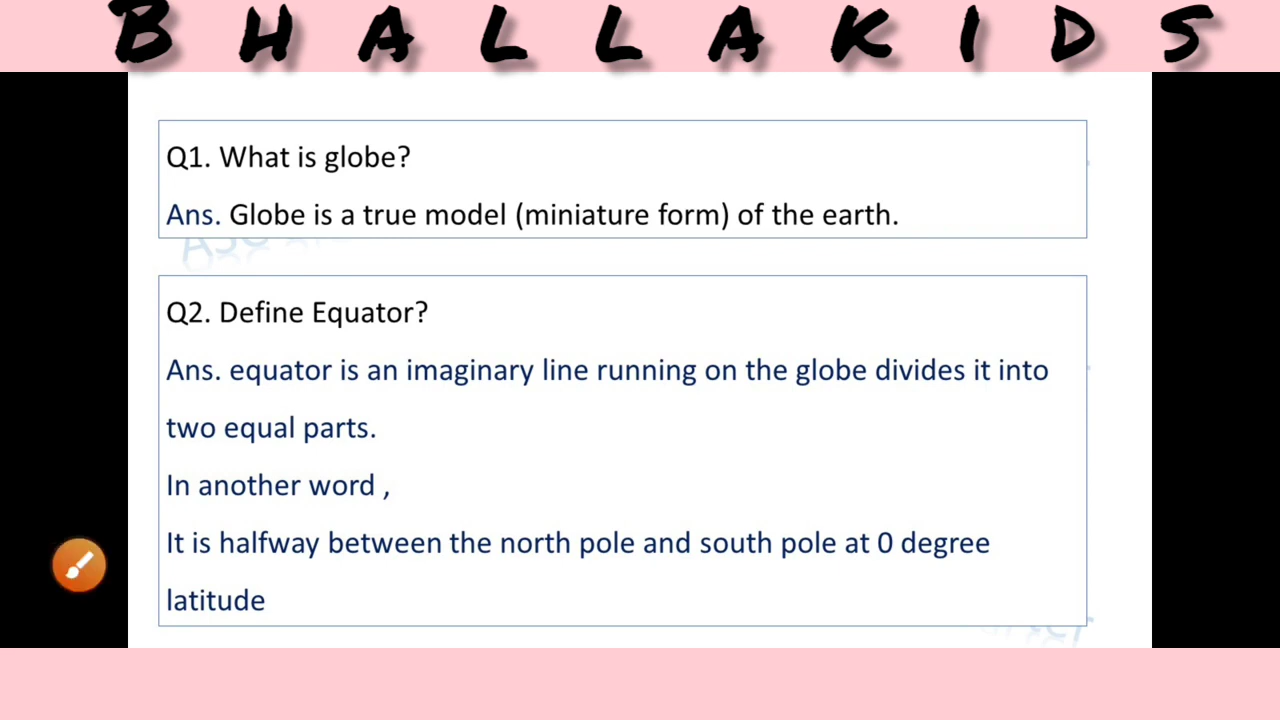 BHALLAKIDS
Q1. What is globe?
Ans. Globe is a true model (miniature form) of the earth.
Q2. Define Equator?
Ans. equator is an imaginary line running on the globe divides it into
two equal parts.
In another word ,
It is halfway between the north pole and south pole at 0 degree
latitude